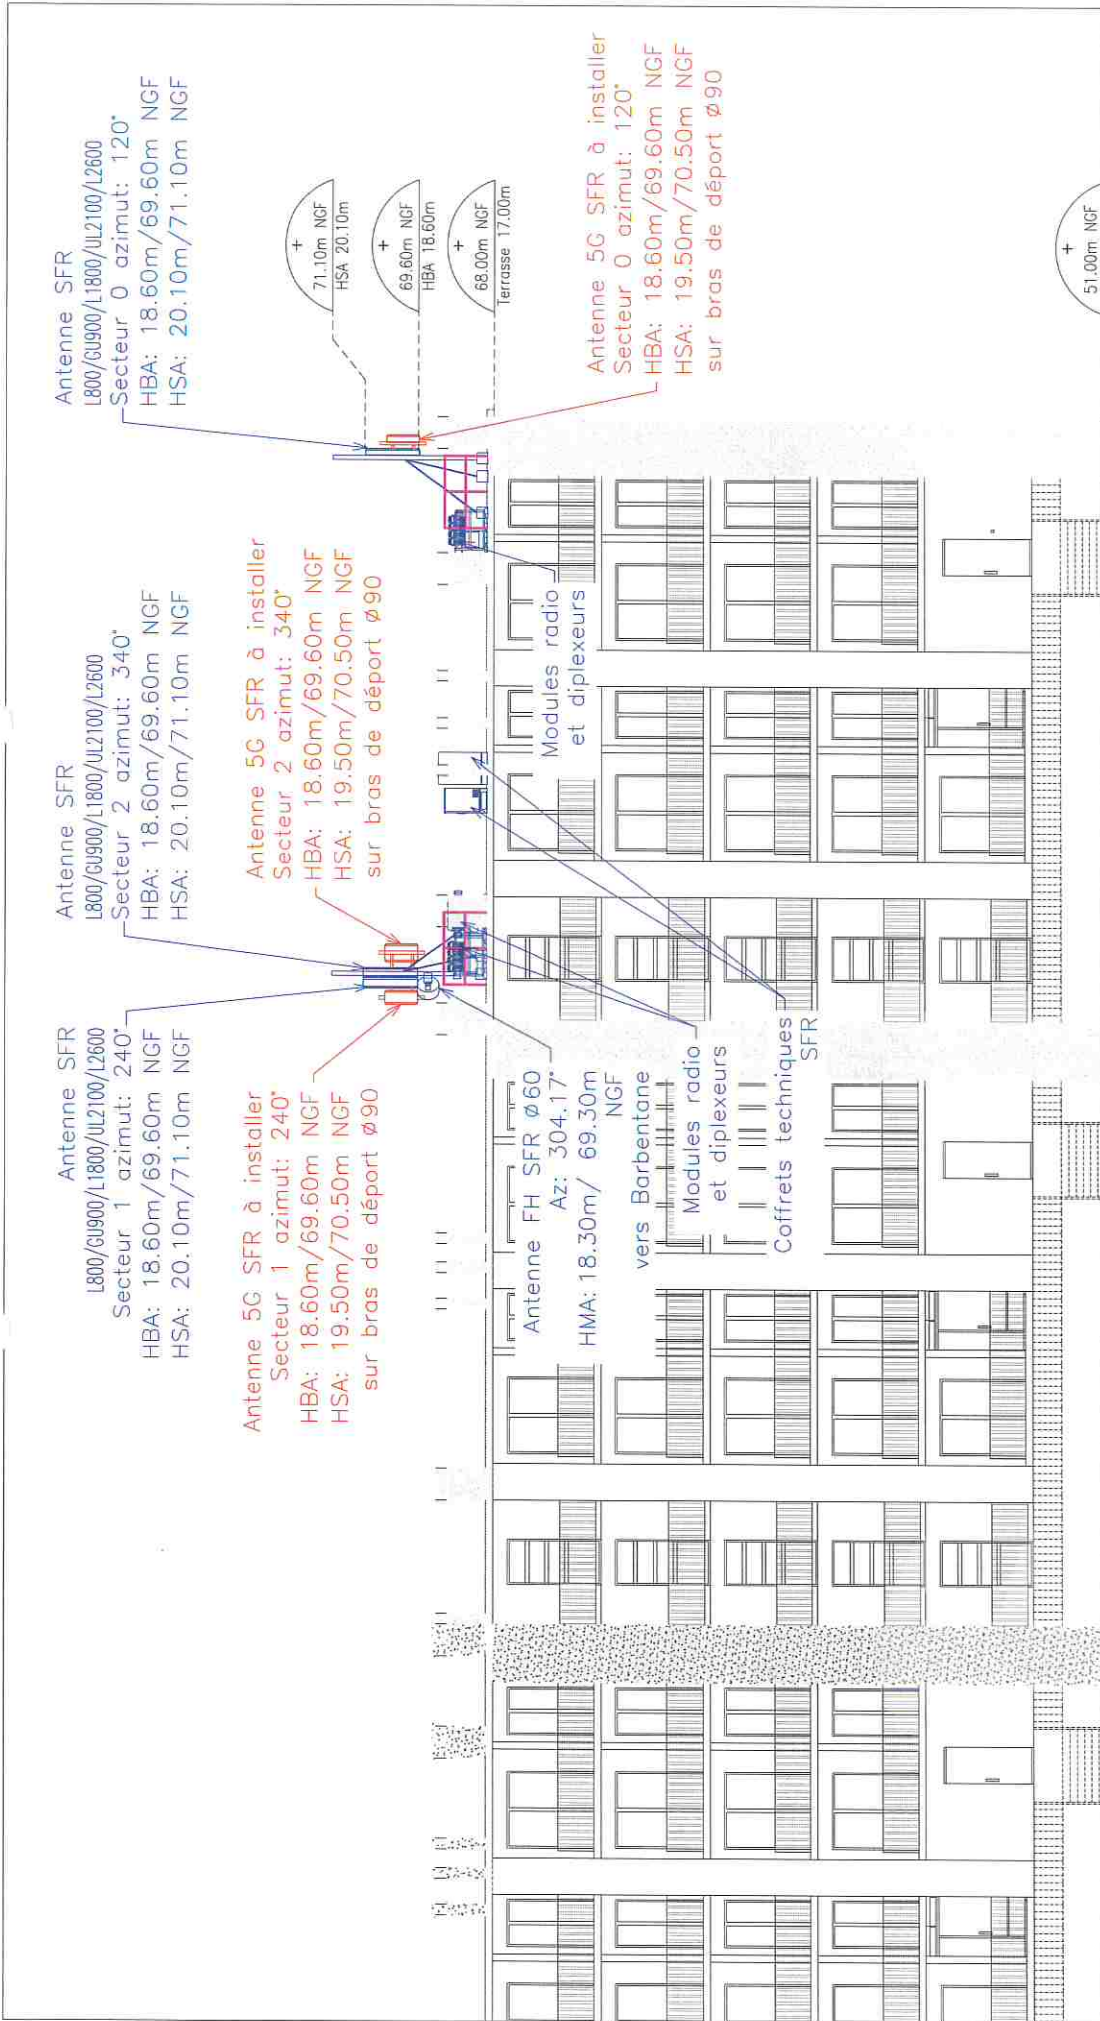 Antenne SFR
L800/GU900/L1800/UL2100/L2600
Secteur 1 azimut: 240°
HBA: 18.60m/69.60m NGF
HSA: 20.10m/71.10m NGF
Antenne SFR
L800/GU900/L1800/UL2100/L2600
Secteur 2 azimut: 340°
HBA: 18.60m/69.60m NGF
HSA: 20.10m/71.10m NGF
Antenne SFR
L800/GU900/L1800/UL2100/L2600
Secteur 0 azimut: 120°
HBA: 18.60m/69.60m NGF
HSA: 20.10m/71.10m NGF
Antenne 5G SFR à installer
Secteur 1 azimut: 240°
HBA: 18.60m/69.60m NGF
HSA: 19.50m/70.50m NGF
sur bras de déport ø90
Antenne 5G SFR à installer
Secteur 2 azimut: 340°
HBA: 18.60m/69.60m NGF
HSA: 19.50m/70.50m NGF
sur bras de déport ø90
+
71.10m NGF
HSA 20.10m
+
69.60m NGF
HBA 18.60m
+
68.00m NGF
Terrasse 17.00m
Antenne 5G SFR à installer
Secteur 0 azimut: 120°
HBA: 18.60m/69.60m NGF
HSA: 19.50m/70.50m NGF
sur bras de déport ø90
Antenne FH SFR ø60
Az: 304.17°
HMA: 18.30m/ 69.30m
NGF
vers Barbentane
Modules radio
et diplexeurs
Coffrets techniques
SFR
Modules radio
et diplexeurs
+
51.00m NGF